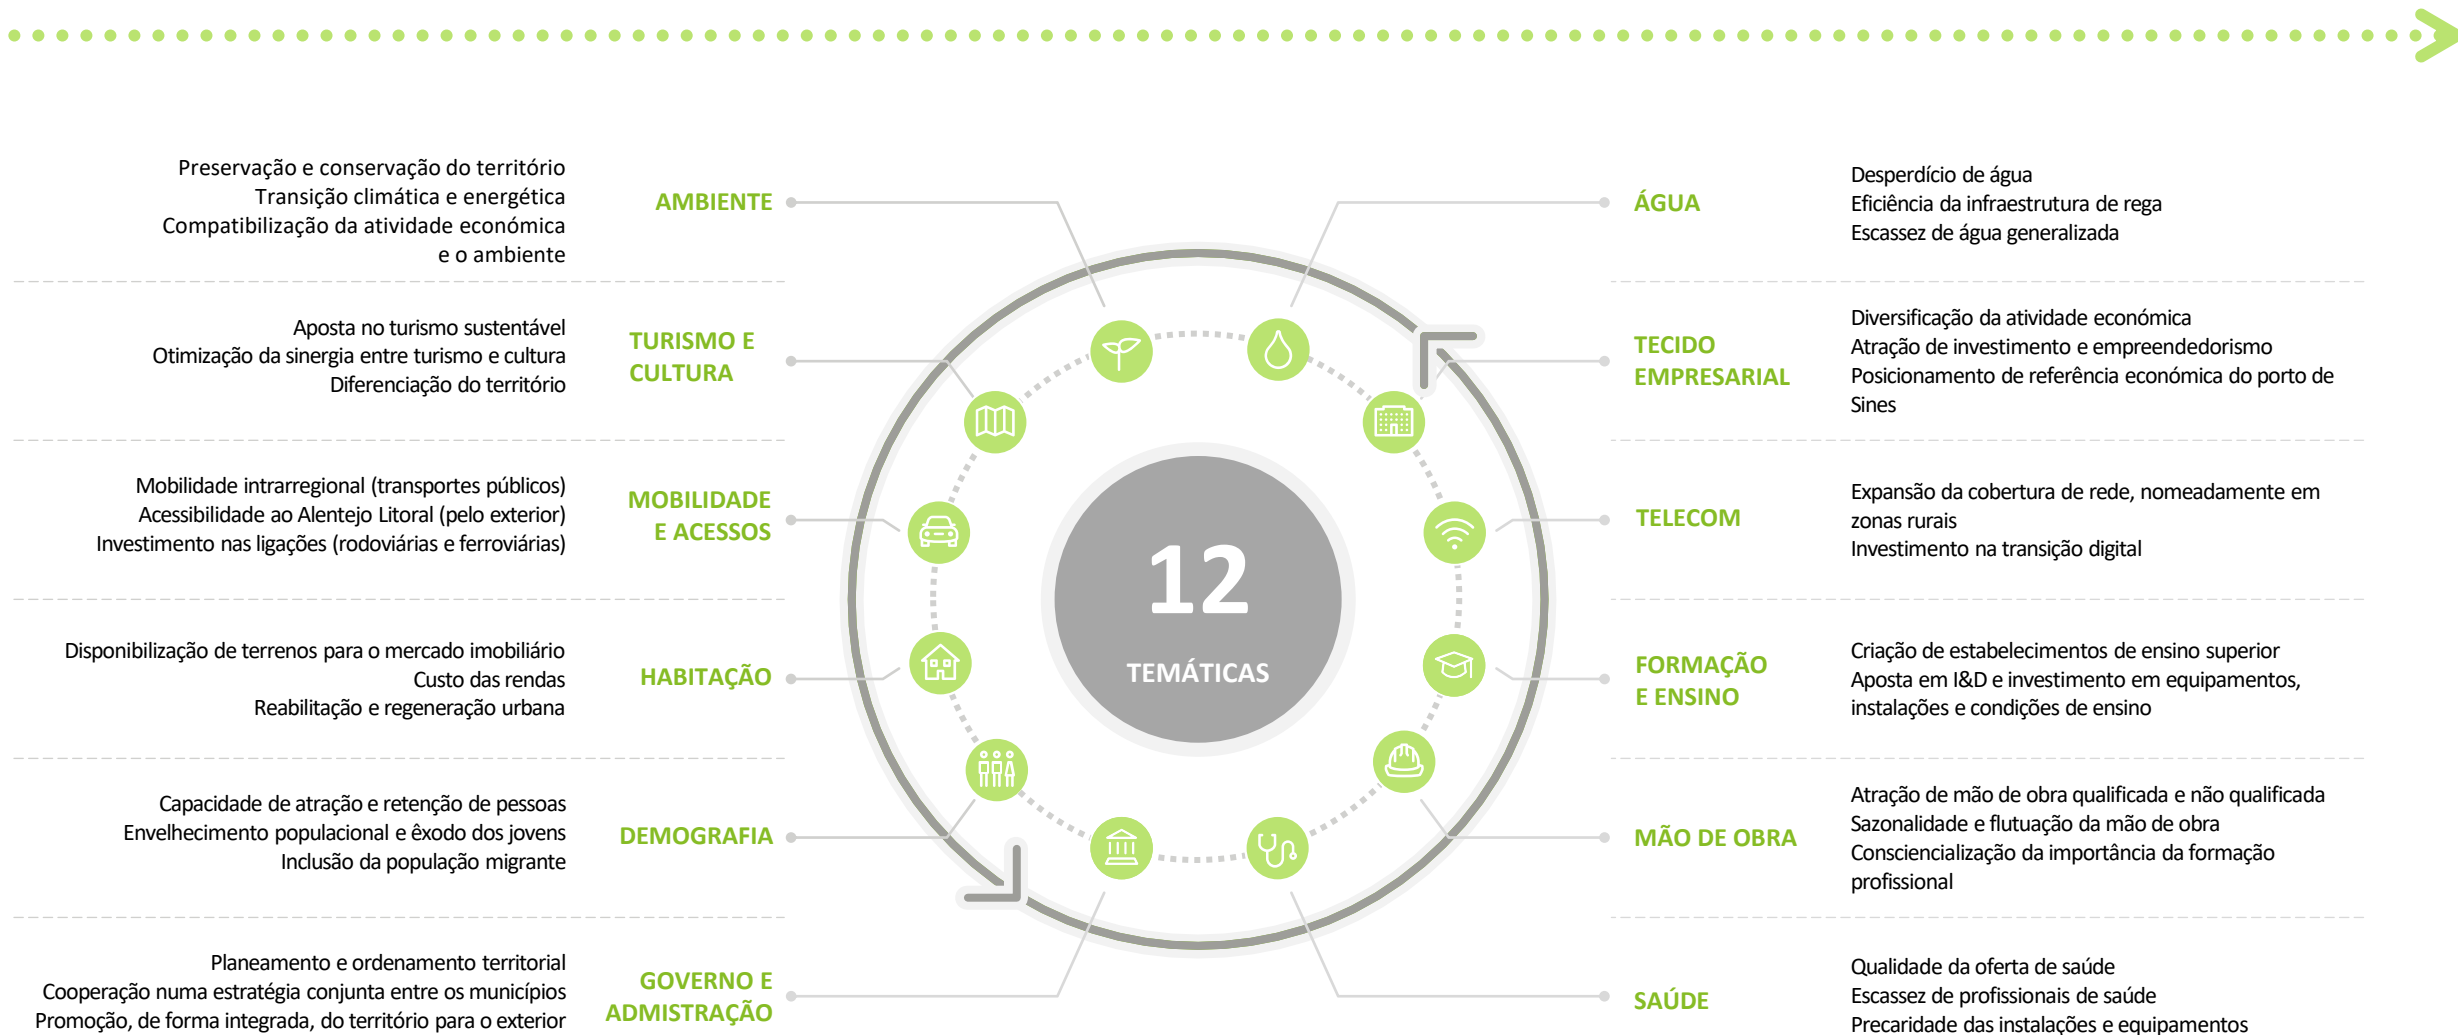 Preservação e conservação do território
Transição climática e energética
Compatibilização da atividade económica
e o ambiente
AMBIENTE
Aposta no turismo sustentável
Otimização da sinergia entre turismo e cultura
Diferenciação do território
TURISMO E
CULTURA
Mobilidade intrarregional (transportes públicos)
Acessibilidade ao Alentejo Litoral (pelo exterior)
Investimento nas ligações (rodoviárias e ferroviárias)
MOBILIDADE
E ACESSOS
Disponibilização de terrenos para o mercado imobiliário
Custo das rendas
Reabilitação e regeneração urbana
HABITAÇÃO
Capacidade de atração e retenção de pessoas
Envelhecimento populacional e êxodo dos jovens
Inclusão da população migrante
DEMOGRAFIA
Planeamento e ordenamento territorial
Cooperação numa estratégia conjunta entre os municípios
Promoção, de forma integrada, do território para o exterior
GOVERNO E
ADMISTRAÇÃO
12
TEMÁTICAS
ÁGUA
Desperdício de água
Eficiência da infraestrutura de rega
Escassez de água generalizada
TECIDO
EMPRESARIAL
Diversificação da atividade económica
Atração de investimento e empreendedorismo
Posicionamento de referência económica do porto de
Sines
TELECOM
Expansão da cobertura de rede, nomeadamente em
zonas rurais
Investimento na transição digital
FORMAÇÃO
E ENSINO
Criação de estabelecimentos de ensino superior
Aposta em I&D e investimento em equipamentos,
instalações e condições de ensino
MÃO DE OBRA
Atração de mão de obra qualificada e não qualificada
Sazonalidade e flutuação da mão de obra
Consciencialização da importância da formação
profissional
SAÚDE
Qualidade da oferta de saúde
Escassez de profissionais de saúde
Precaridade das instalações e equipamentos